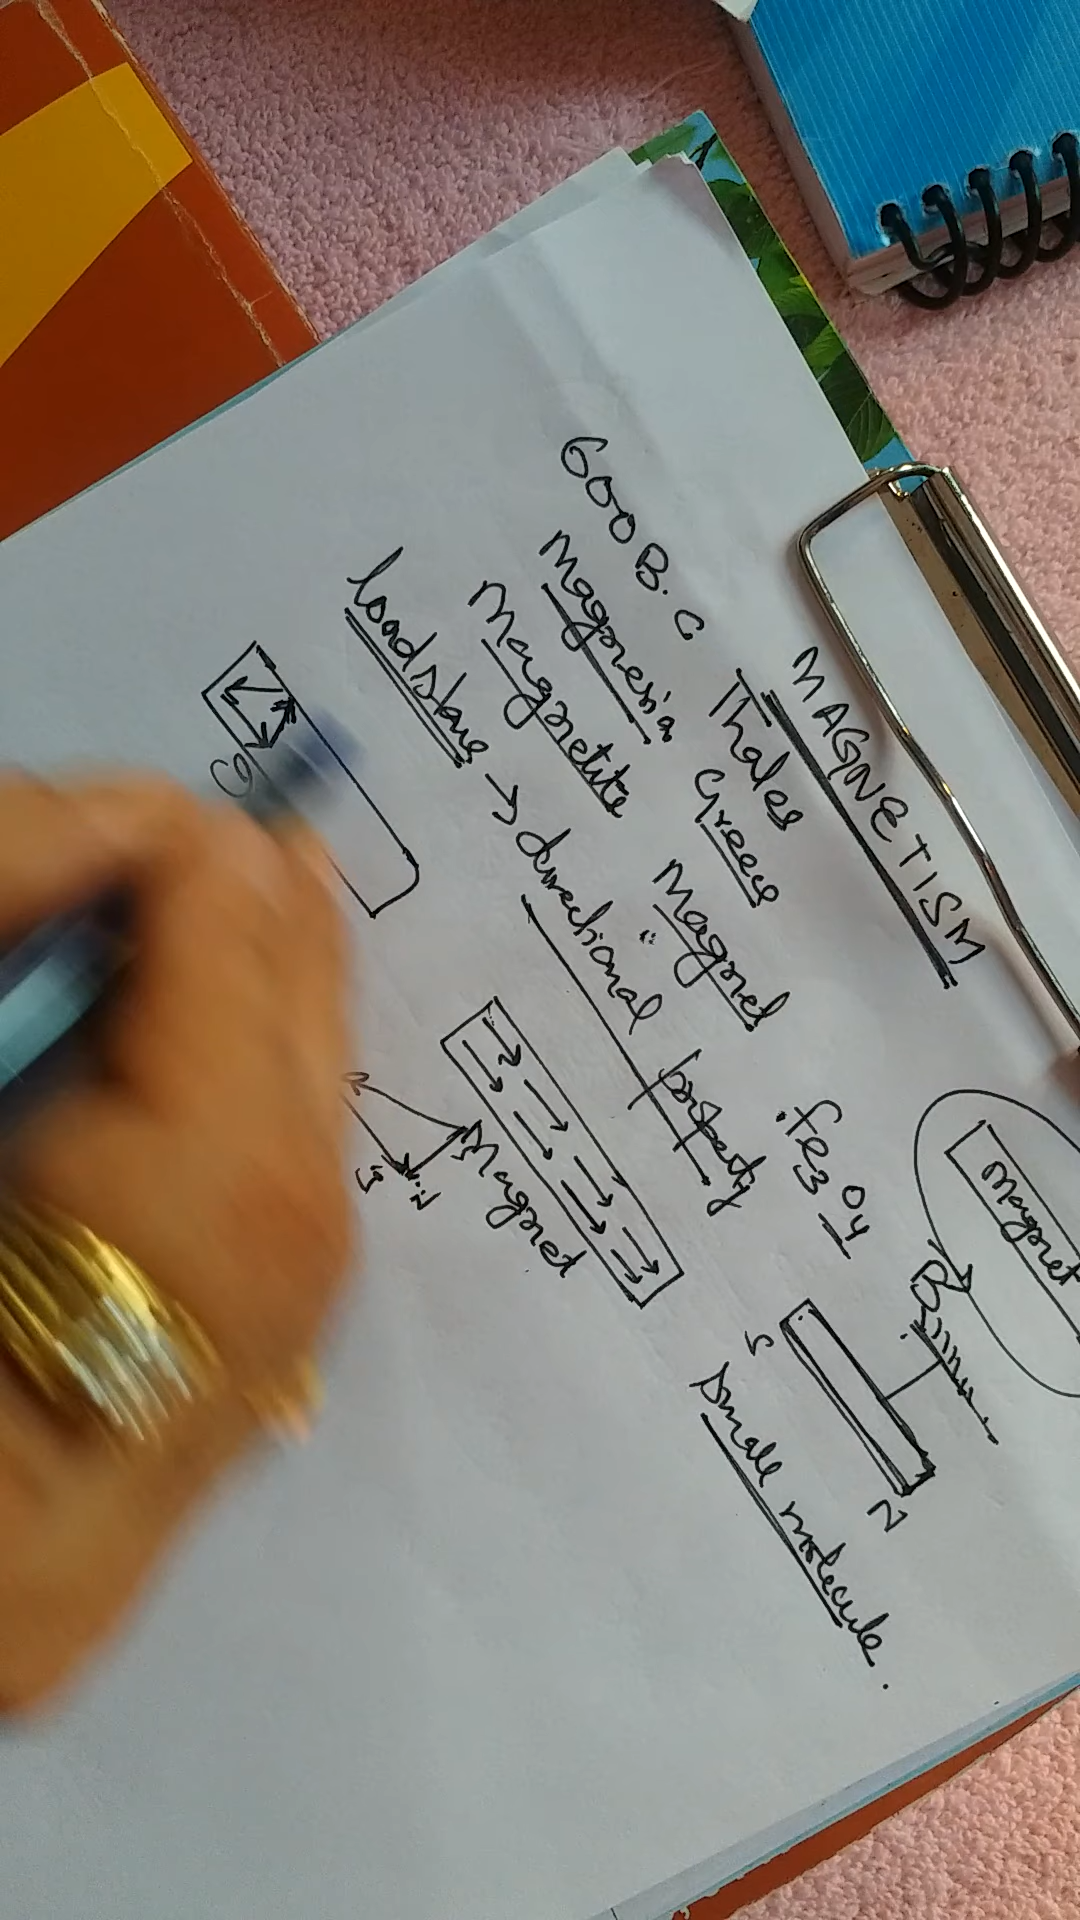 MAGNETISM
600 B.C Thales
Greece
Magnesia
Magnet
.Fe3O4
Magnetite
Loadstone → directional property
Magnet
B
S
N
small molecule.
Magnet
S
N